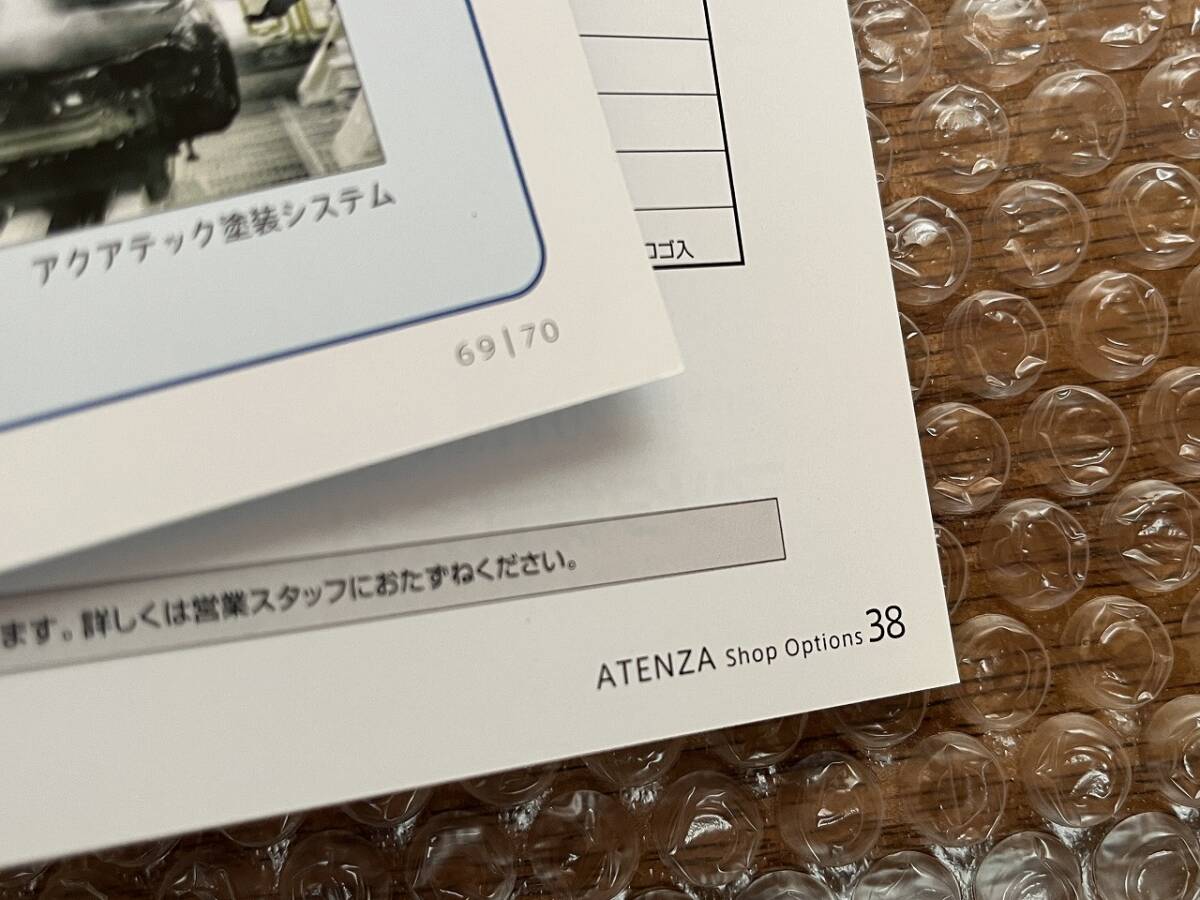 アクアテック塗装システム
69|70
ロゴ入
ます。詳しくは営業スタッフにおたずねください。
ATENZA Shop Options 38